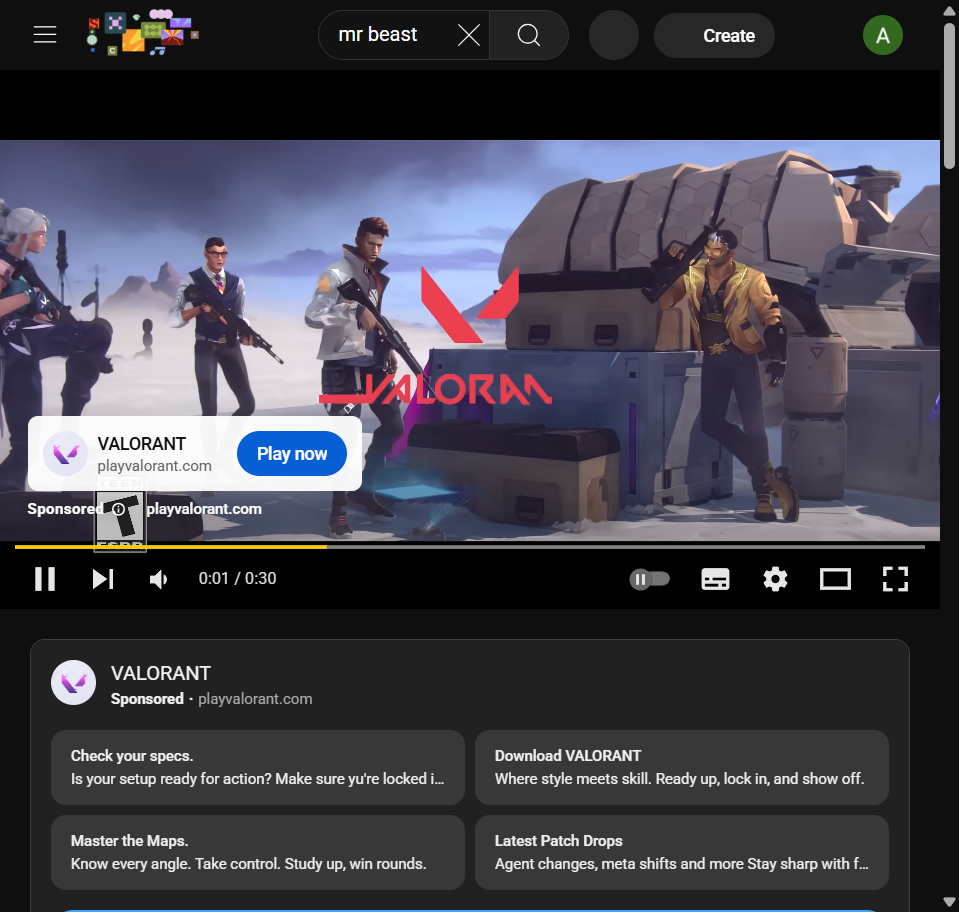 mr beast
Create
A
C
VALORANT
VALORANT
playvalorant.com
Play now
TEEN
T
ESRB
Sponsored playvalorant.com
0:01 / 0:30
VALORANT
Sponsored · playvalorant.com
Check your specs.
Is your setup ready for action? Make sure yu're locked i...
Download VALORANT
Where style meets skill. Ready up, lock in, and show off.
Master the Maps.
Know every angle. Take control. Study up, win rounds.
Latest Patch Drops
Agent changes, meta shifts and more Stay sharp with f...